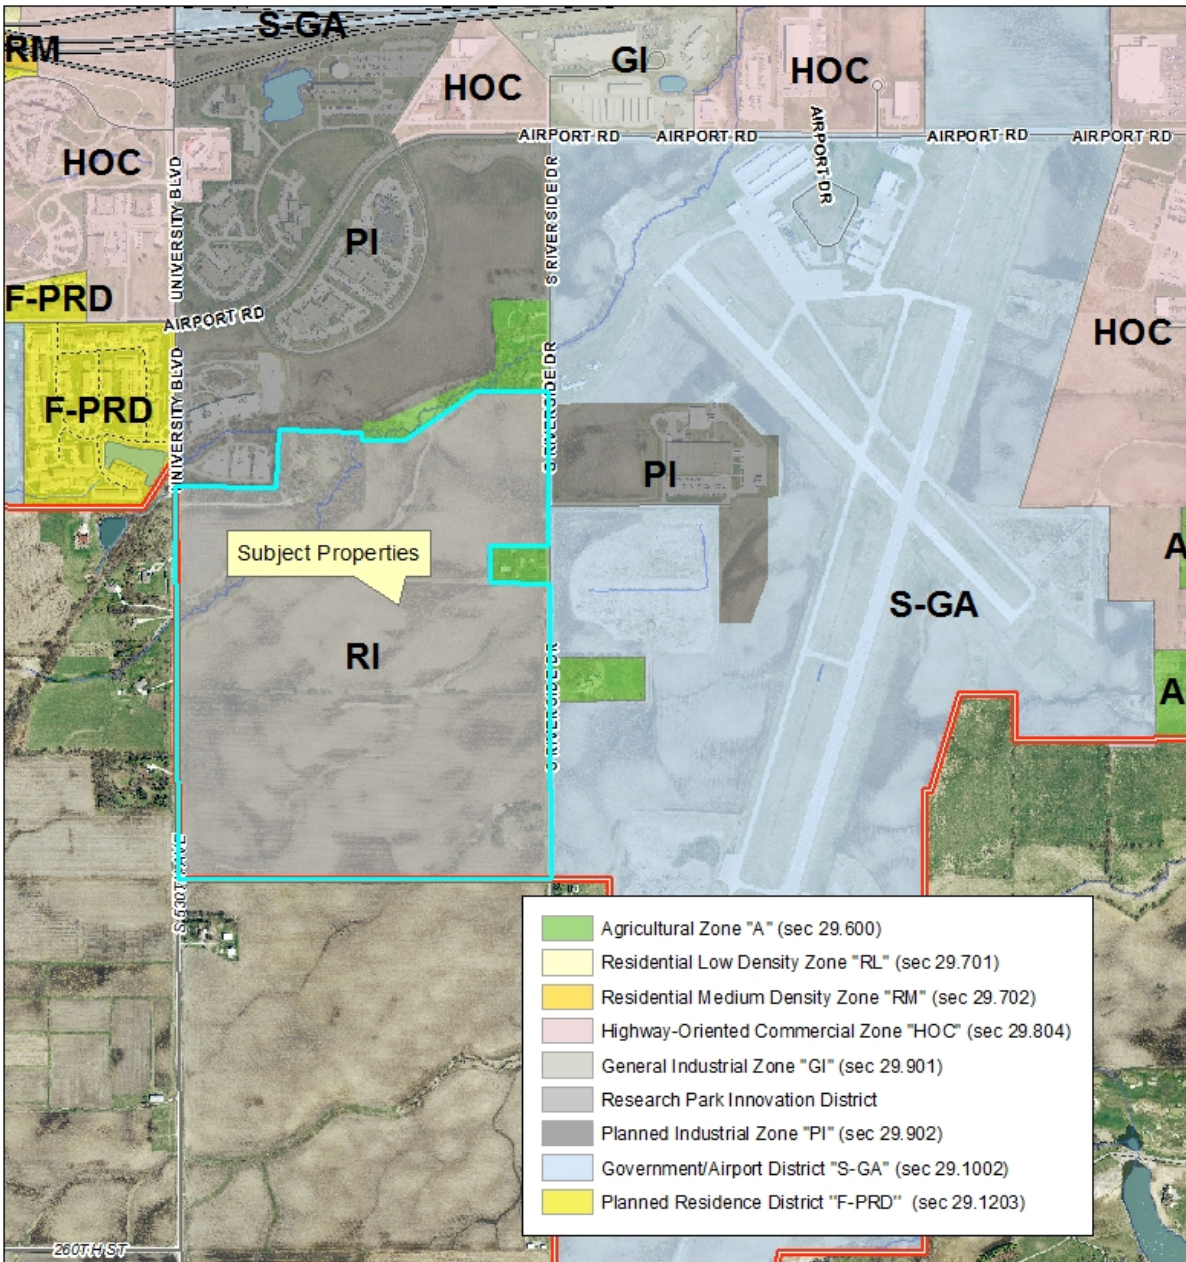 S-GA
RM
GI
HOC
HOC
AIRPORT RD
AIRPORT RD
AIRPORT RD
AIRPORT RD
AIRPORT DR
HOC
UNIVERSITY BLVD
S RIVERSIDE DR
PI
F-PRD
AIRPORT RD
HOC
UNIVERSITY BLVD
S RIVERSIDE DR
F-PRD
PI
Subject Properties
A
S-GA
RI
S RIVERSIDE DR
A
S 530TH AVE
Agricultural Zone "A" (sec 29.600)
Residential Low Density Zone "RL" (sec 29.701)
Residential Medium Density Zone "RM" (sec 29.702)
Highway-Oriented Commercial Zone "HOC" (sec 29.804)
General Industrial Zone "GI" (sec 29.901)
Research Park Innovation District
Planned Industrial Zone "PI" (sec 29.902)
Government/Airport District "S-GA" (sec 29.1002)
Planned Residence District "F-PRD" (sec 29.1203)
260TH ST